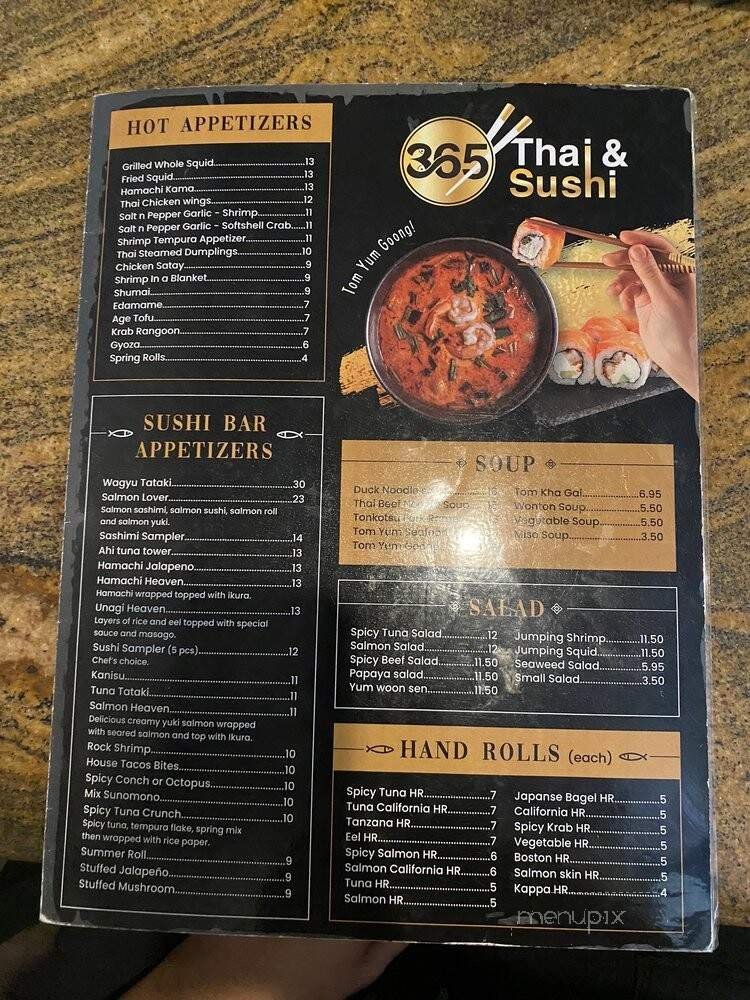 HOT APPETIZERS
Grilled Whole Squid..........13
Fried Squid..........13
Hamachi Kama..........13
Thai Chicken wings..........12
Salt n Pepper Garlic - Shrimp..........11
Salt n Pepper Garlic - Softshell Crab......11
Shrimp Tempura Appetizer..........11
Thai Steamed Dumplings..........10
Chicken Satay..........9
Shrimp In a Blanket..........9
Shumai..........9
Edamame..........7
Age Tofu..........7
Krab Rangoon..........7
Gyoza..........6
Spring Rolls..........4
SUSHI BAR
APPETIZERS
Wagyu Tataki..........30
Salmon Lover..........23
Salmon sashimi, salmon sushi, salmon roll
and salmon yuki.
Sashimi Sampler..........14
Ahi tuna tower..........13
Hamachi Jalapeno..........13
Hamachi Heaven..........13
Hamachi wrapped topped with ikura.
Unagi Heaven..........13
Layers of rice and eel topped with special
sauce and masago.
Sushi Sampler (5 pcs)..........12
Chef's choice.
Kanisu..........11
Tuna Tataki..........11
Salmon Heaven..........11
Delicious creamy yuki salmon wrapped
with seared salmon and top with Ikura.
Rock Shrimp..........10
House Tacos Bites..........10
Spicy Conch or Octopus..........10
Mix Sunomono..........10
Spicy Tuna Crunch..........10
Spicy tuna, tempura flake, spring mix
then wrapped with rice paper.
Summer Roll..........9
Stuffed Jalapeño..........9
Stuffed Mushroom..........9
365 Thai &
Sushi
Tom Yum Goong!
SOUP
Duck Noodle
Thai Beef Soup
Tonkotsu
Tom Yum Seafood
Tom Yum Goong
Tom Kha Gai..........6.95
Wonton Soup..........5.50
Vegetable Soup..........5.50
Miso Soup..........3.50
SALAD
Spicy Tuna Salad..........12
Salmon Salad..........12
Spicy Beef Salad..........11.50
Papaya salad..........11.50
Yum woon sen..........11.50
Jumping Shrimp..........11.50
Jumping Squid..........11.50
Seaweed Salad..........5.95
Small Salad..........3.50
HAND ROLLS (each)
Spicy Tuna HR..........7
Tuna California HR..........7
Tanzana HR..........7
Eel HR..........7
Spicy Salmon HR..........6
Salmon California HR..........6
Tuna HR..........5
Salmon HR..........5
Japanse Bagel HR..........5
California HR..........5
Spicy Krab HR..........5
Vegetable HR..........5
Boston HR..........5
Salmon skin HR..........5
Kappa HR..........4
menupix